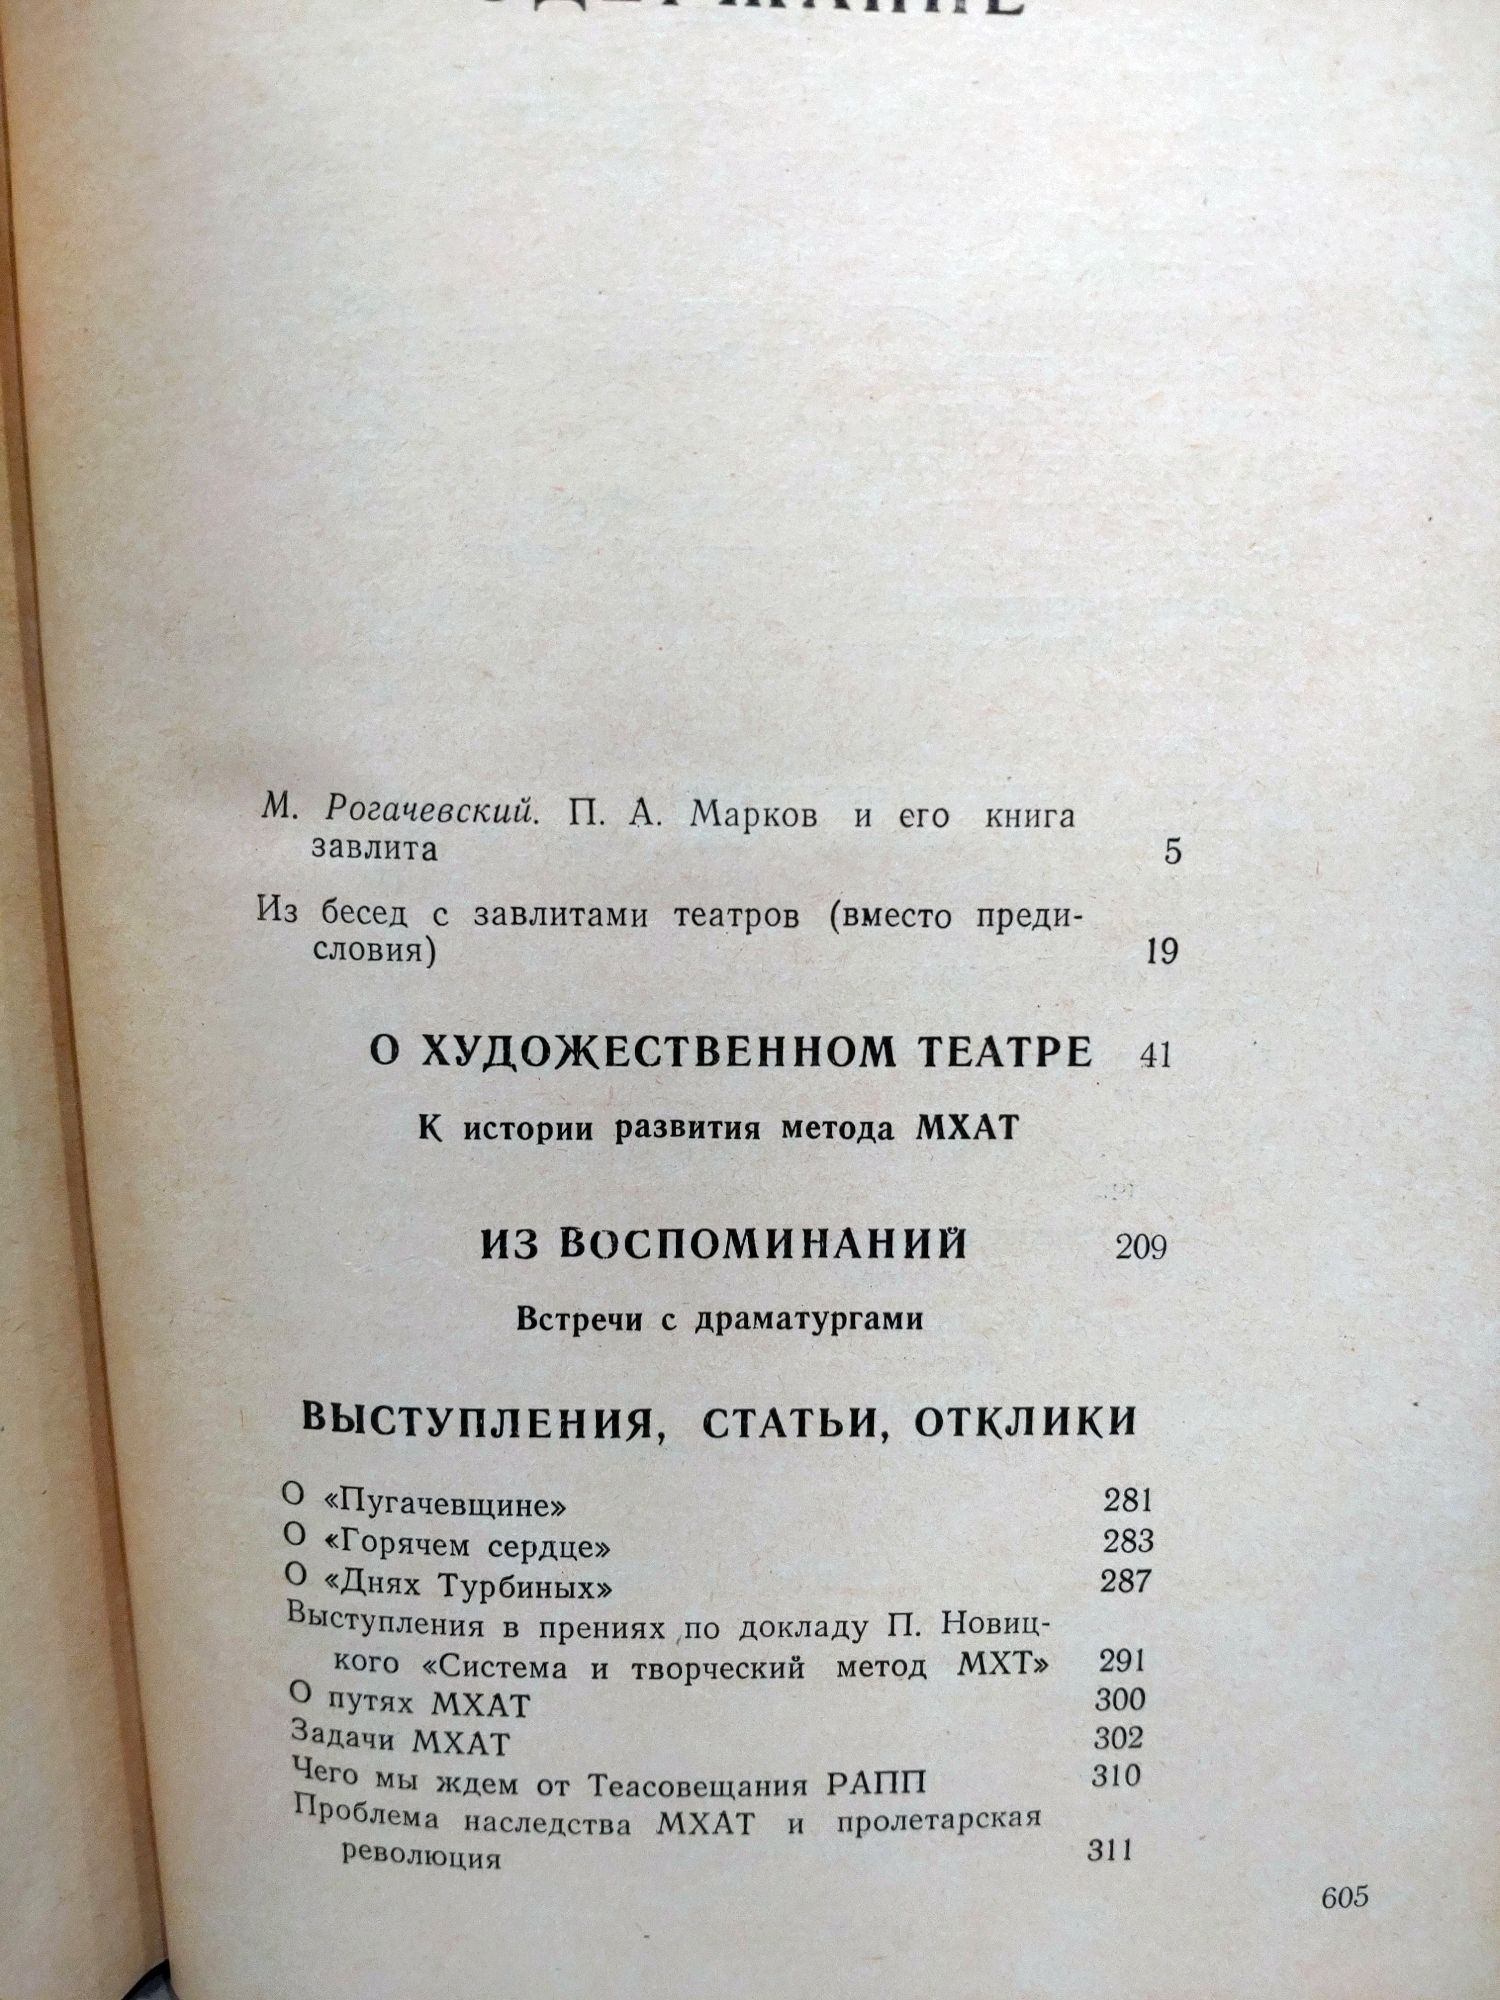 СОДЕРЖАНИЕ
М. Рогачевский. П. А. Марков и его книга
завлита 5
Из бесед с завлитами театров (вместо преди-
словия) 19
О ХУДОЖЕСТВЕННОМ ТЕАТРЕ 41
К истории развития метода МХАТ
ИЗ ВОСПОМИНАНИЙ 209
Встречи с драматургами
ВЫСТУПЛЕНИЯ, СТАТЬИ, ОТКЛИКИ
О «Пугачевщине» 281
О «Горячем сердце» 283
О «Днях Турбиных» 287
Выступления в прениях по докладу П. Новиц-
кого «Система и творческий метод МХТ» 291
О путях МХАТ 300
Задачи МХАТ 302
Чего мы ждем от Теасовещания РАПП 310
Проблема наследства МХАТ и пролетарская
революция 311
605